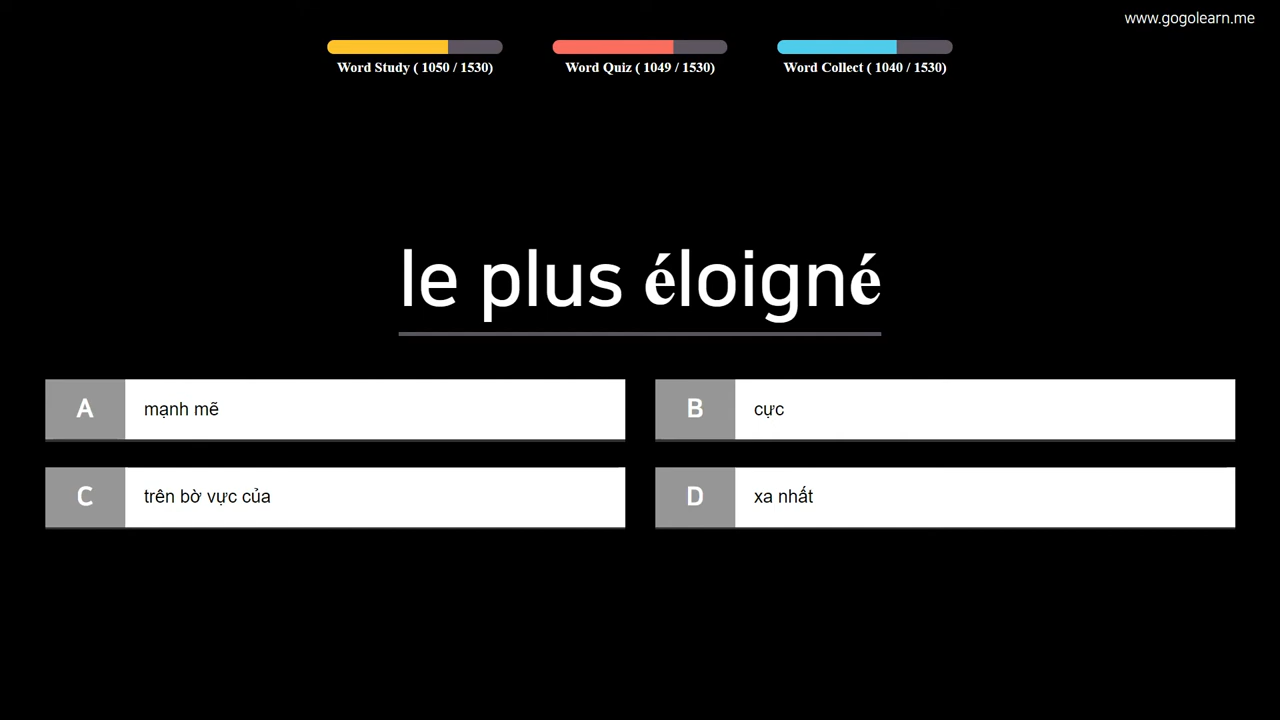 www.gogolearn.me
Word Study ( 1050 / 1530)
Word Quiz ( 1049 / 1530)
Word Collect ( 1040 / 1530)
le plus éloigné
A mạnh mẽ
B cực
C trên bờ vực của
D xa nhất